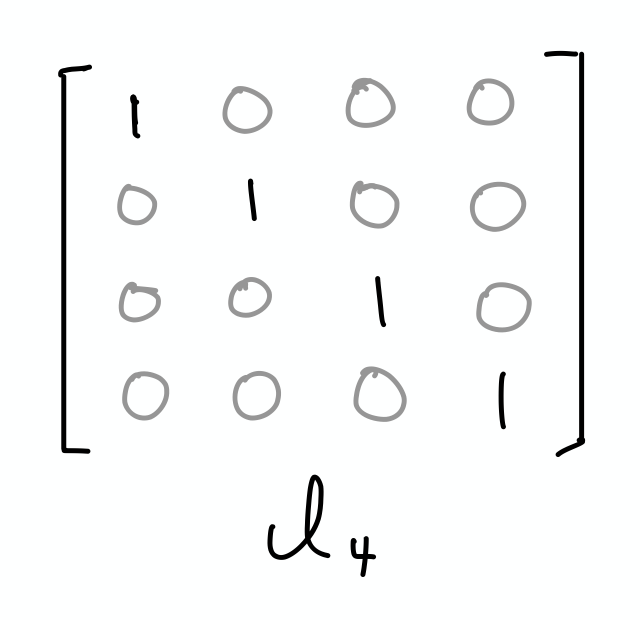 1 0 0 0
0 1 0 0
0 0 1 0
0 0 0 1
I₄